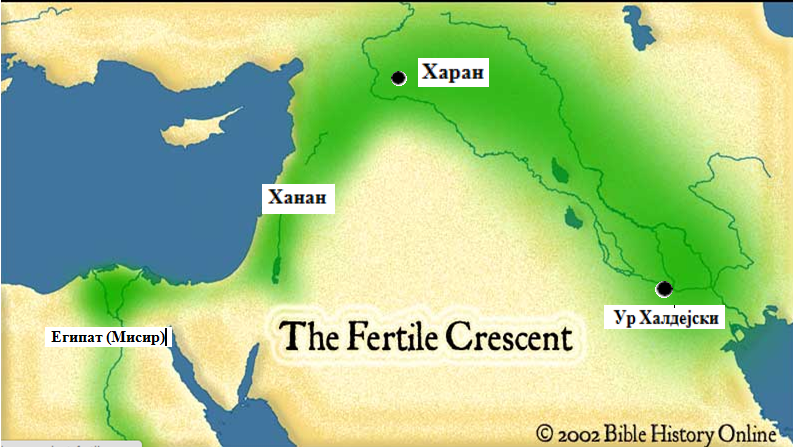 Харан
Ханан
Ур Халдејски
Египат (Мисир)
The Fertile Crescent
© 2002 Bible History Online